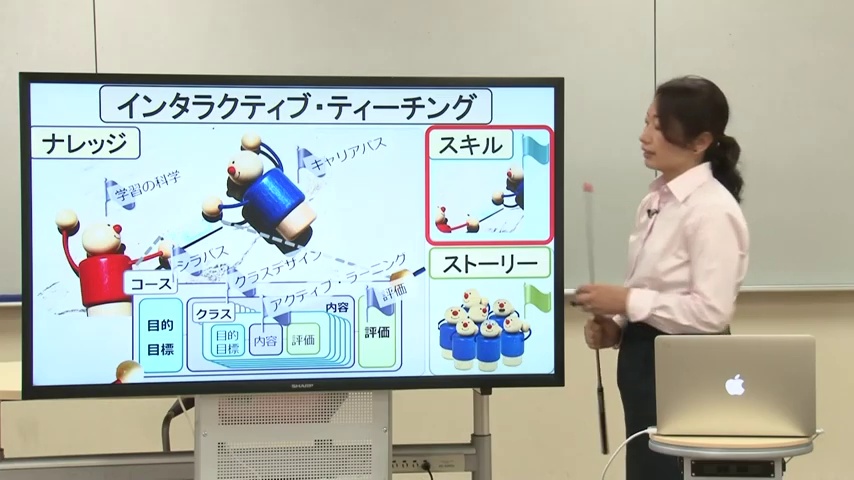 インタラクティブ・ティーチング
ナレッジ
学習の科学
キャリアパス
シラバス
クラスデザイン
アクティブ・ラーニング
評価
コース
目的
目標
クラス
内容
目的
目標
内容
評価
評価
スキル
ストーリー
SHARP